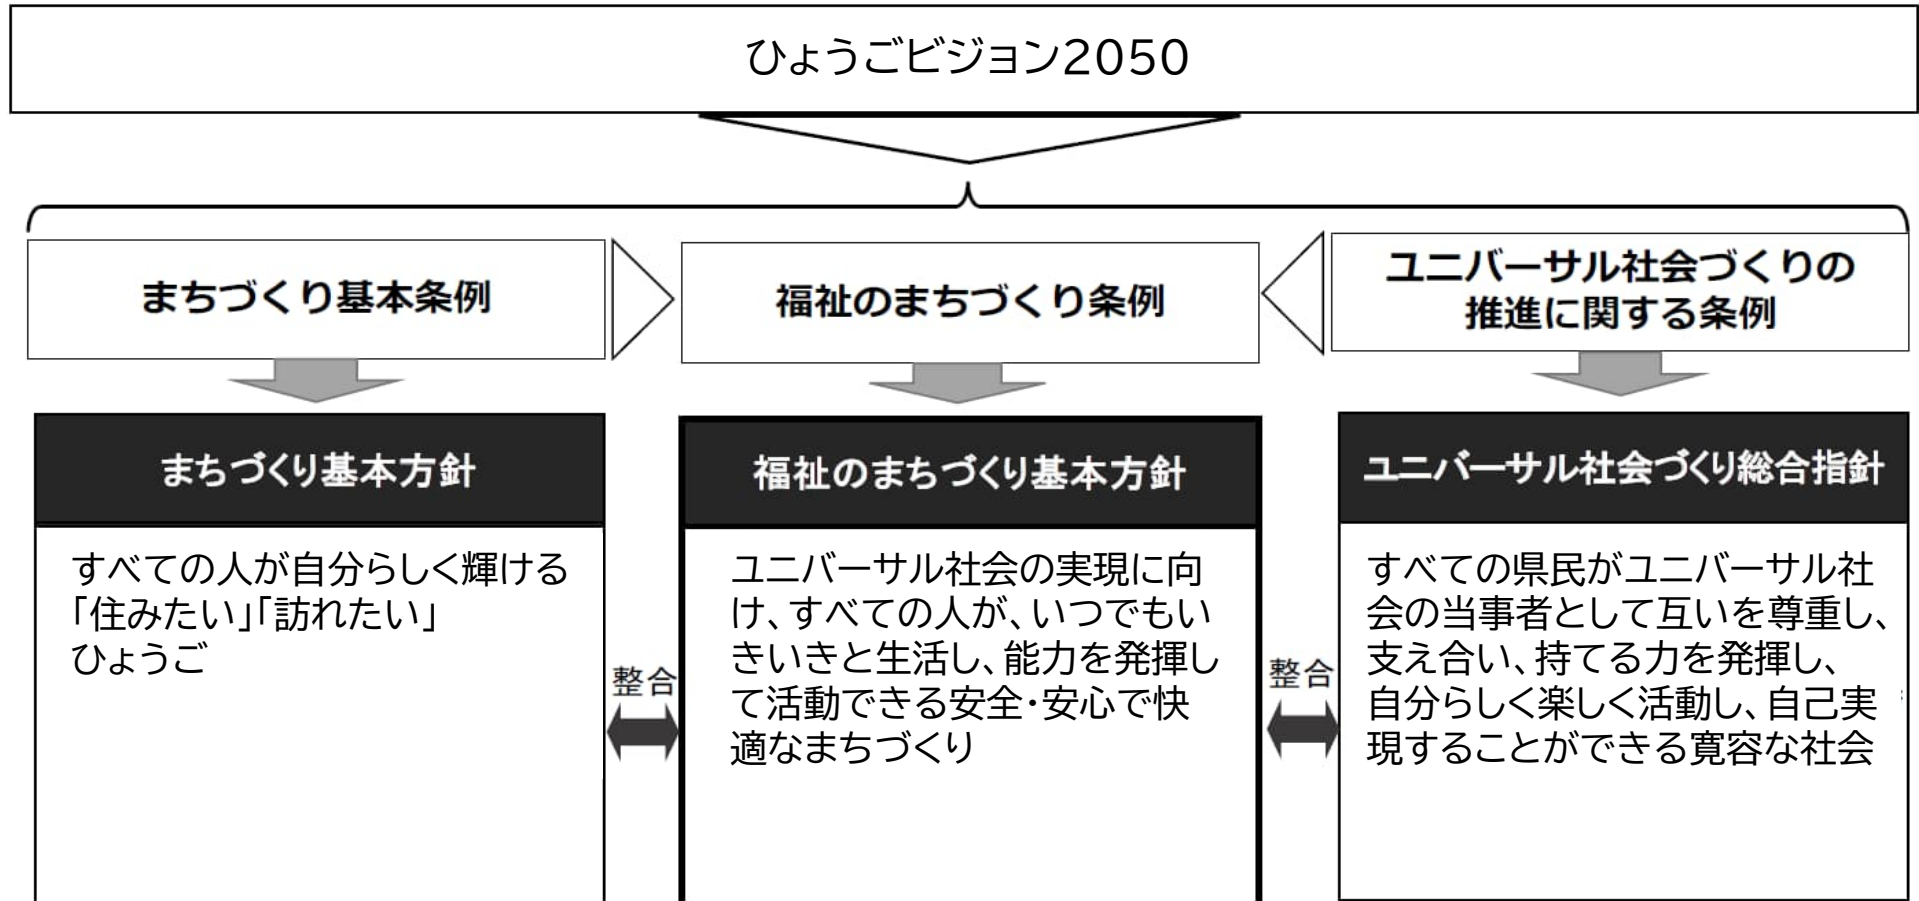 ひょうごビジョン2050
まちづくり基本条例
福祉のまちづくり条例
ユニバーサル社会づくりの
推進に関する条例
まちづくり基本方針
すべての人が自分らしく輝ける
「住みたい」「訪れたい」
ひょうご
整合
福祉のまちづくり基本方針
ユニバーサル社会の実現に向
け、すべての人が、いつでもい
きいきと生活し、能力を発揮し
て活動できる安全・安心で快
適なまちづくり
整合
ユニバーサル社会づくり総合指針
すべての県民がユニバーサル社
会の当事者として互いを尊重し、
支え合い、持てる力を発揮し、
自分らしく楽しく活動し、自己実
現することができる寛容な社会